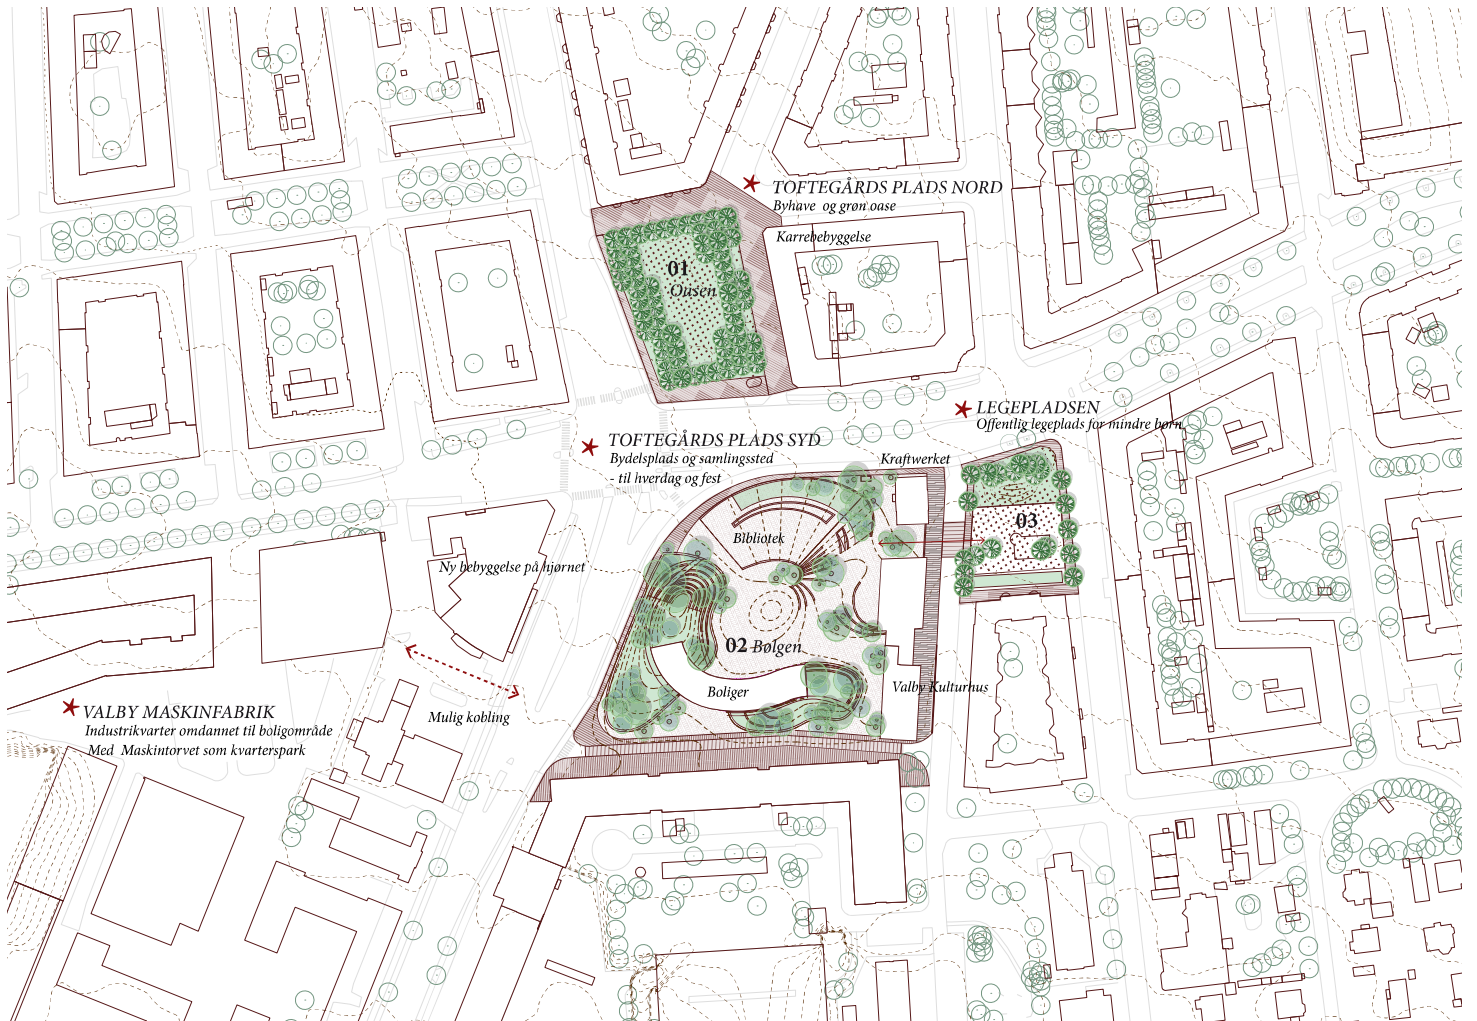 TOFTEGÅRDS PLADS NORD
Byhave og grøn oase
Karrébebyggelse
01
Oasen
LEGEPLADSEN
Offentlig legeplads for mindre børn
TOFTEGÅRDS PLADS SYD
Bydelsplads og samlingssted
- til hverdag og fest
Kraftwerket
03
Bibliotek
Ny bebyggelse på hjørnet
02 Bølgen
Boliger
Valby Kulturhus
Mulig kobling
VALBY MASKINFABRIK
Industrikvarter omdannet til boligområde
Med Maskintorvet som kvarterspark